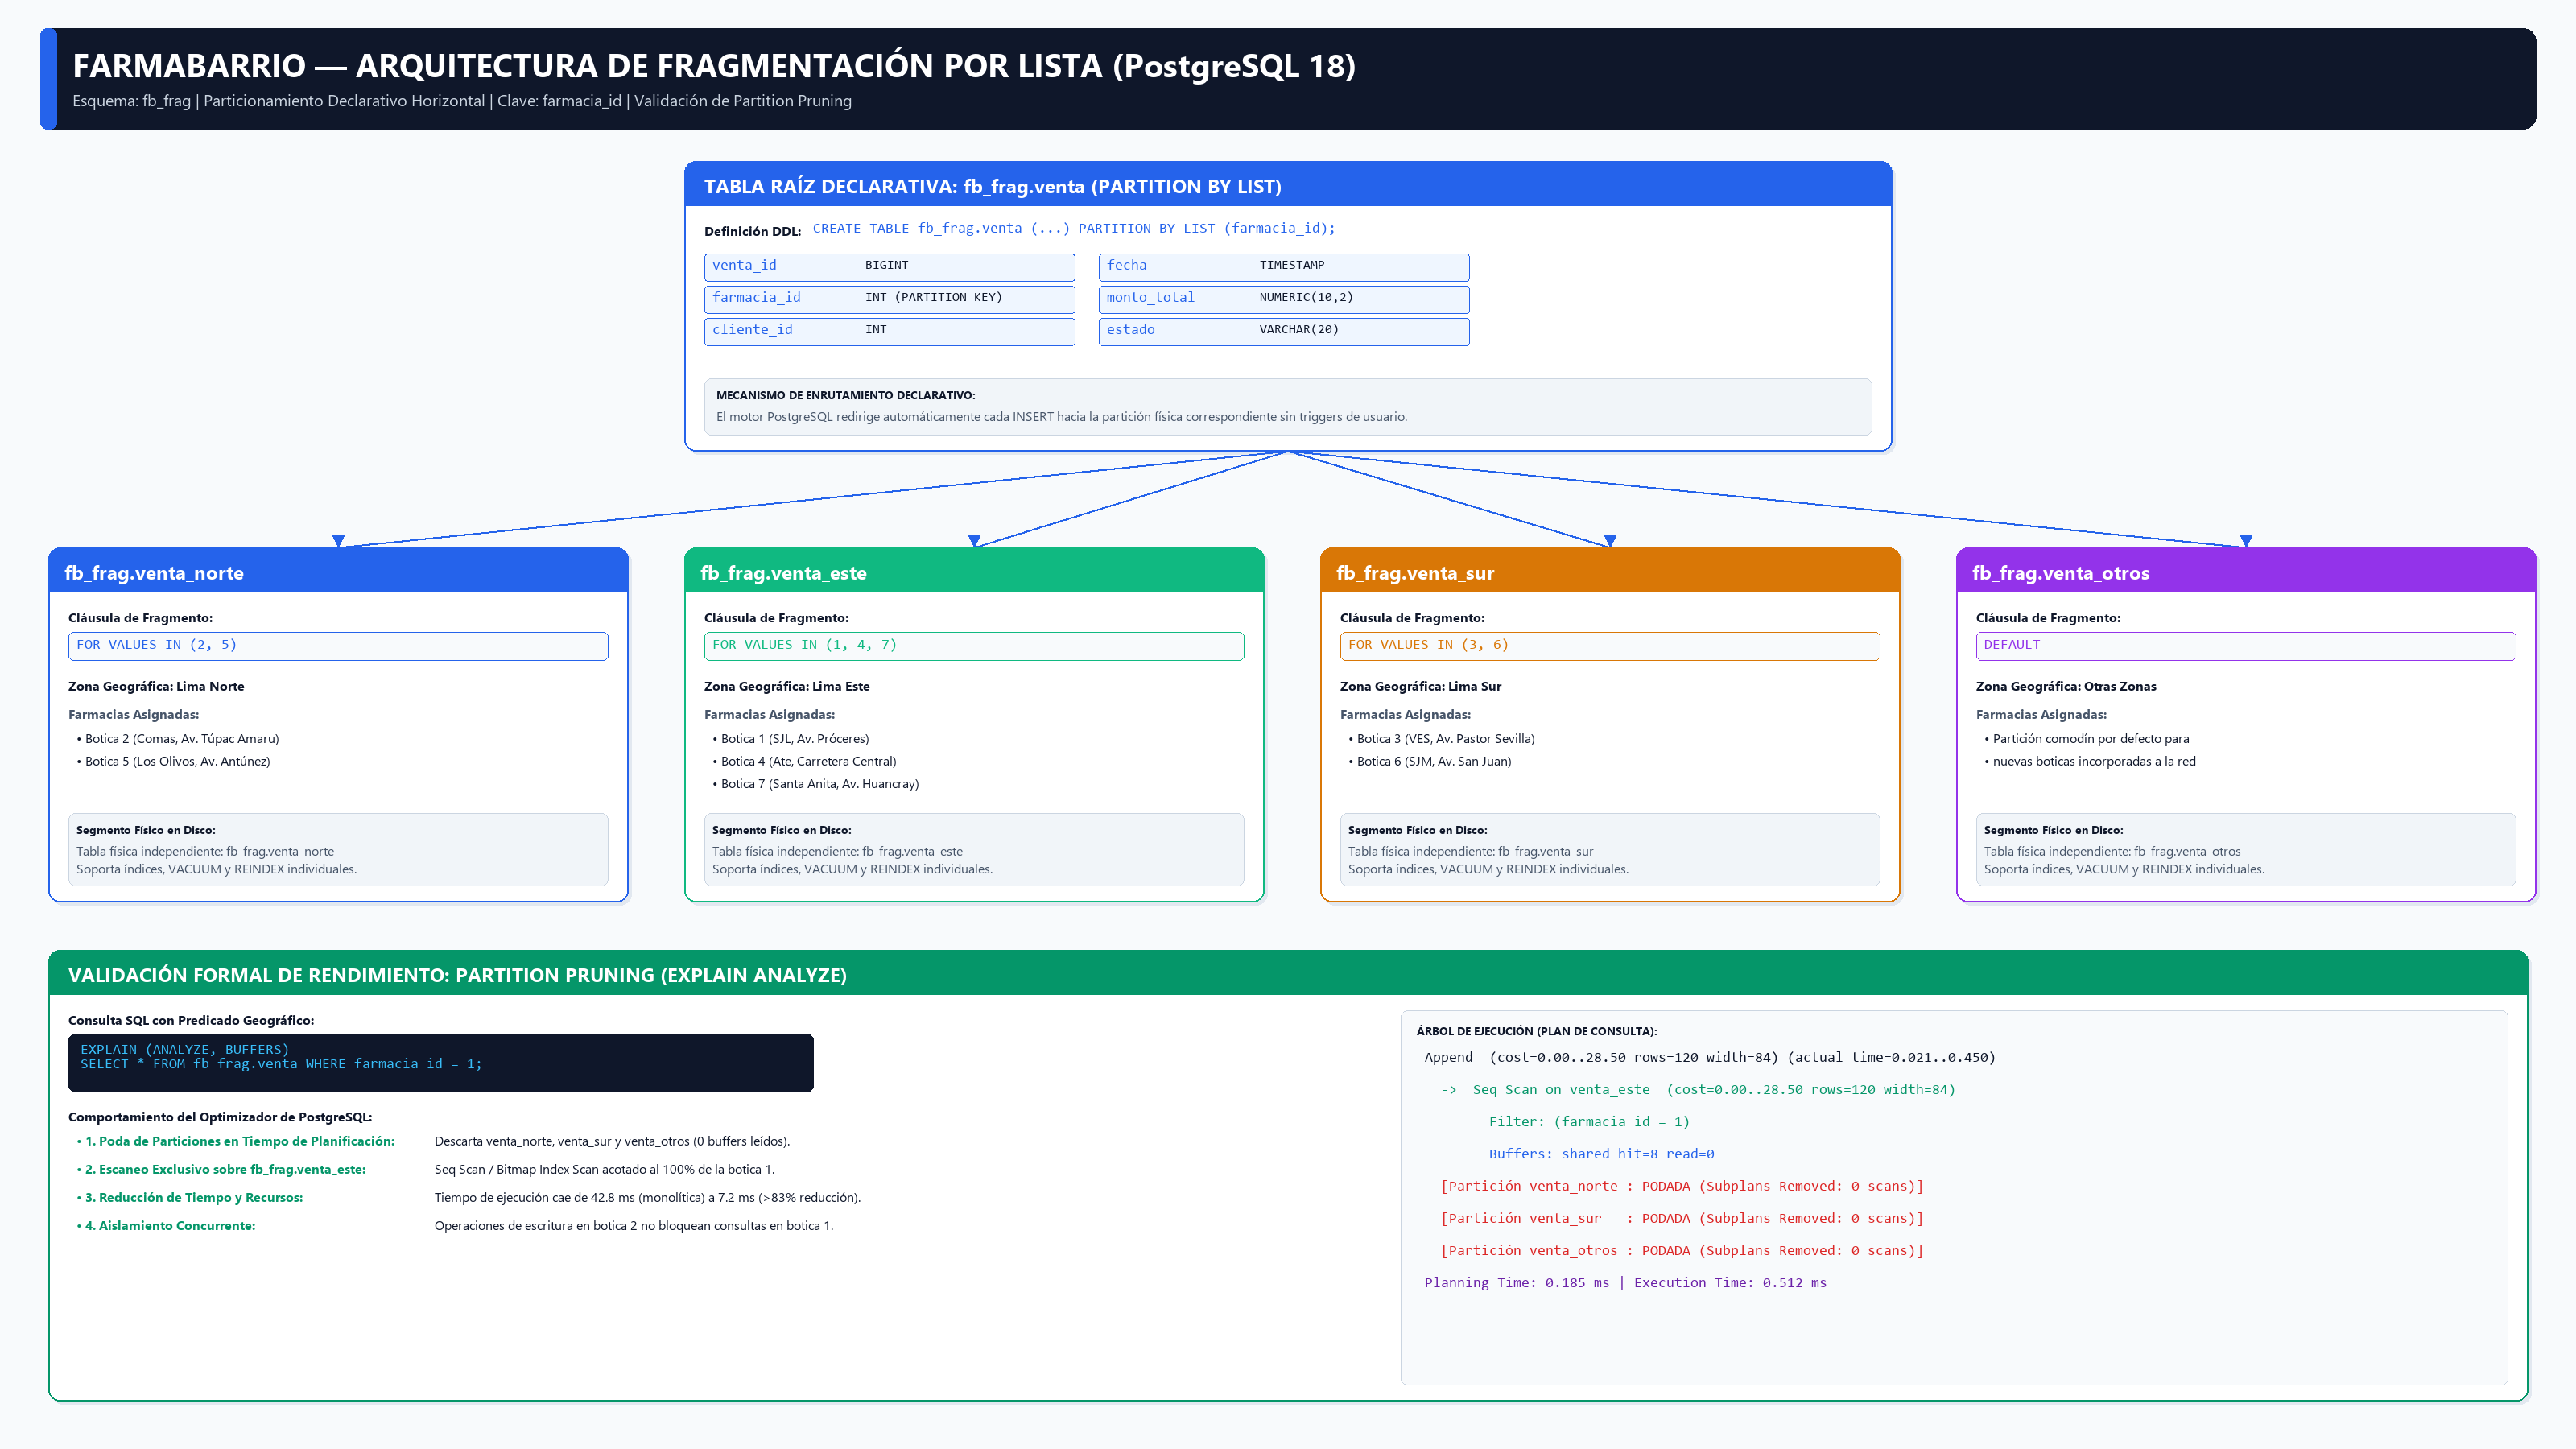 FARMABARRIO — ARQUITECTURA DE FRAGMENTACIÓN POR LISTA (PostgreSQL 18)
Esquema: fb_frag | Particionamiento Declarativo Horizontal | Clave: farmacia_id | Validación de Partition Pruning
TABLA RAÍZ DECLARATIVA: fb_frag.venta (PARTITION BY LIST)
Definición DDL: CREATE TABLE fb_frag.venta (...) PARTITION BY LIST (farmacia_id);
venta_id BIGINT
fecha TIMESTAMP
farmacia_id INT (PARTITION KEY)
monto_total NUMERIC(10,2)
cliente_id INT
estado VARCHAR(20)
MECANISMO DE ENRUTAMIENTO DECLARATIVO:
El motor PostgreSQL redirige automáticamente cada INSERT hacia la partición física correspondiente sin triggers de usuario.
fb_frag.venta_norte
Cláusula de Fragmento:
FOR VALUES IN (2, 5)
Zona Geográfica: Lima Norte
Farmacias Asignadas:
• Botica 2 (Comas, Av. Túpac Amaru)
• Botica 5 (Los Olivos, Av. Antúnez)
Segmento Físico en Disco:
Tabla física independiente: fb_frag.venta_norte
Soporta índices, VACUUM y REINDEX individuales.
fb_frag.venta_este
Cláusula de Fragmento:
FOR VALUES IN (1, 4, 7)
Zona Geográfica: Lima Este
Farmacias Asignadas:
• Botica 1 (SJL, Av. Próceres)
• Botica 4 (Ate, Carretera Central)
• Botica 7 (Santa Anita, Av. Huancray)
Segmento Físico en Disco:
Tabla física independiente: fb_frag.venta_este
Soporta índices, VACUUM y REINDEX individuales.
fb_frag.venta_sur
Cláusula de Fragmento:
FOR VALUES IN (3, 6)
Zona Geográfica: Lima Sur
Farmacias Asignadas:
• Botica 3 (VES, Av. Pastor Sevilla)
• Botica 6 (SJM, Av. San Juan)
Segmento Físico en Disco:
Tabla física independiente: fb_frag.venta_sur
Soporta índices, VACUUM y REINDEX individuales.
fb_frag.venta_otros
Cláusula de Fragmento:
DEFAULT
Zona Geográfica: Otras Zonas
Farmacias Asignadas:
• Partición comodín por defecto para
• nuevas boticas incorporadas a la red
Segmento Físico en Disco:
Tabla física independiente: fb_frag.venta_otros
Soporta índices, VACUUM y REINDEX individuales.
VALIDACIÓN FORMAL DE RENDIMIENTO: PARTITION PRUNING (EXPLAIN ANALYZE)
Consulta SQL con Predicado Geográfico:
EXPLAIN (ANALYZE, BUFFERS)
SELECT * FROM fb_frag.venta WHERE farmacia_id = 1;
Comportamiento del Optimizador de PostgreSQL:
• 1. Poda de Particiones en Tiempo de Planificación: Descarta venta_norte, venta_sur y venta_otros (0 buffers leídos).
• 2. Escaneo Exclusivo sobre fb_frag.venta_este: Seq Scan / Bitmap Index Scan acotado al 100% de la botica 1.
• 3. Reducción de Tiempo y Recursos: Tiempo de ejecución cae de 42.8 ms (monolítica) a 7.2 ms (>83% reducción).
• 4. Aislamiento Concurrente: Operaciones de escritura en botica 2 no bloquean consultas en botica 1.
ÁRBOL DE EJECUCIÓN (PLAN DE CONSULTA):
Append (cost=0.00..28.50 rows=120 width=84) (actual time=0.021..0.450)
-> Seq Scan on venta_este (cost=0.00..28.50 rows=120 width=84)
Filter: (farmacia_id = 1)
Buffers: shared hit=8 read=0
[Partición venta_norte : PODADA (Subplans Removed: 0 scans)]
[Partición venta_sur : PODADA (Subplans Removed: 0 scans)]
[Partición venta_otros : PODADA (Subplans Removed: 0 scans)]
Planning Time: 0.185 ms | Execution Time: 0.512 ms